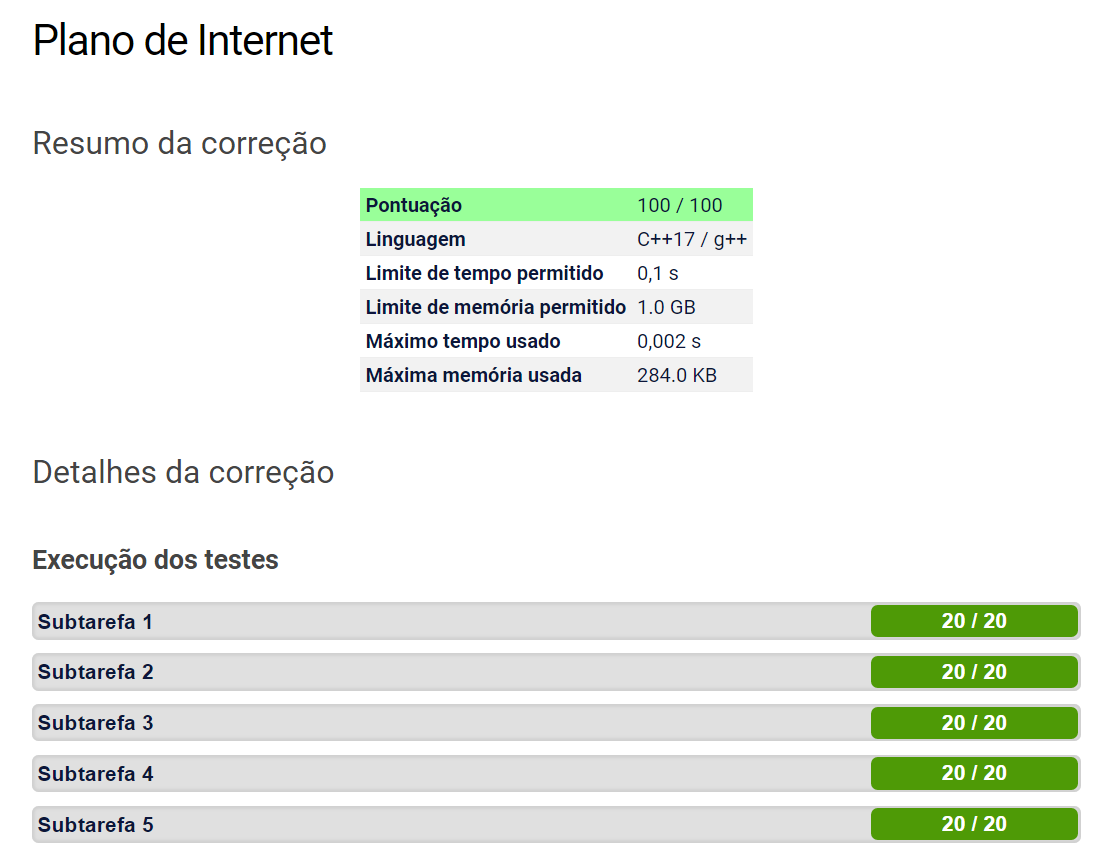 Plano de Internet
Resumo da correção
Pontuação 100 / 100
Linguagem C++17 / g++
Limite de tempo permitido 0,1 s
Limite de memória permitido 1.0 GB
Máximo tempo usado 0,002 s
Máxima memória usada 284.0 KB
Detalhes da correção
Execução dos testes
Subtarefa 1 20 / 20
Subtarefa 2 20 / 20
Subtarefa 3 20 / 20
Subtarefa 4 20 / 20
Subtarefa 5 20 / 20